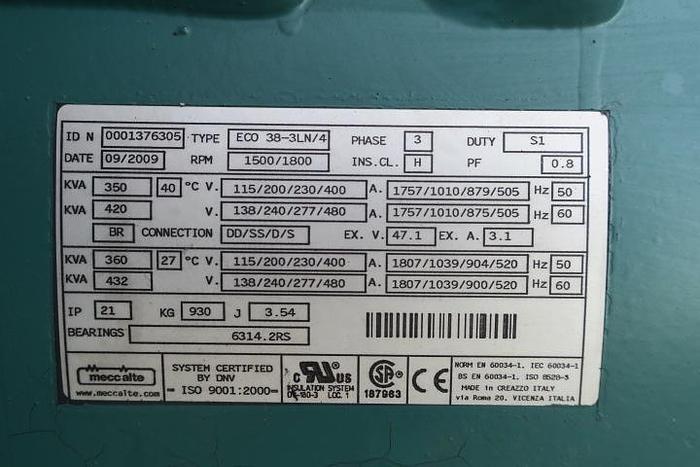 ID N 0001376305 TYPE ECO 38-3LN/4 PHASE 3 DUTY S1
DATE 09/2009 RPM 1500/1800 INS.CL. H PF 0.8
KVA 350 40 °C V. 115/200/230/400 A. 1757/1010/879/505 Hz 50
KVA 420 V. 138/240/277/480 A. 1757/1010/875/505 Hz 60
BR CONNECTION DD/SS/D/S EX. V. 47.1 EX. A. 3.1
KVA 360 27 °C V. 115/200/230/400 A. 1807/1039/904/520 Hz 50
KVA 432 V. 138/240/277/480 A. 1807/1039/900/520 Hz 60
IP 21 KG 930 J 3.54
BEARINGS 6314.2RS
meccalte
www.meccalte.com
SYSTEM CERTIFIED
BY DNV
- ISO 9001:2000-
C US
INSULATION SYSTEM
LOC. 1
SA
187963
CE
NORM EN 60034-1. IEC 60034-1
BS EN 60034-1. ISO 8528-3
MADE in CREAZZO ITALY
via Roma 20. VICENZA ITALIA